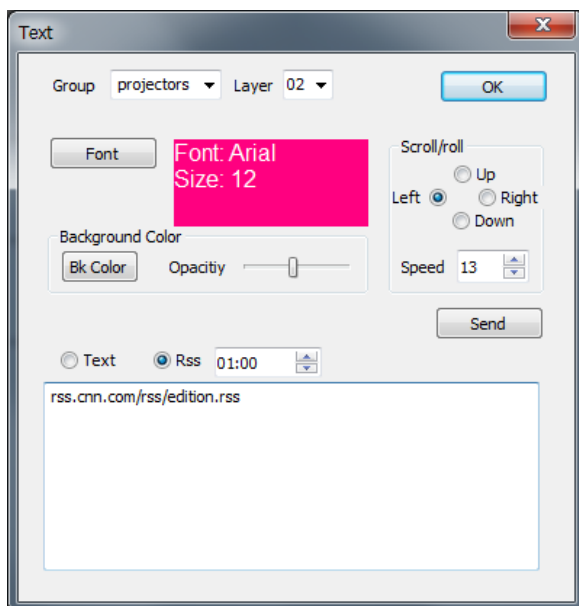 Text
Group projectors Layer 02 OK
Font Font: Arial
Size: 12
Scroll/roll
Up
Left Right
Down
Background Color
Bk Color Opacitiy
Speed 13
Send
Text Rss 01:00
rss.cnn.com/rss/edition.rss